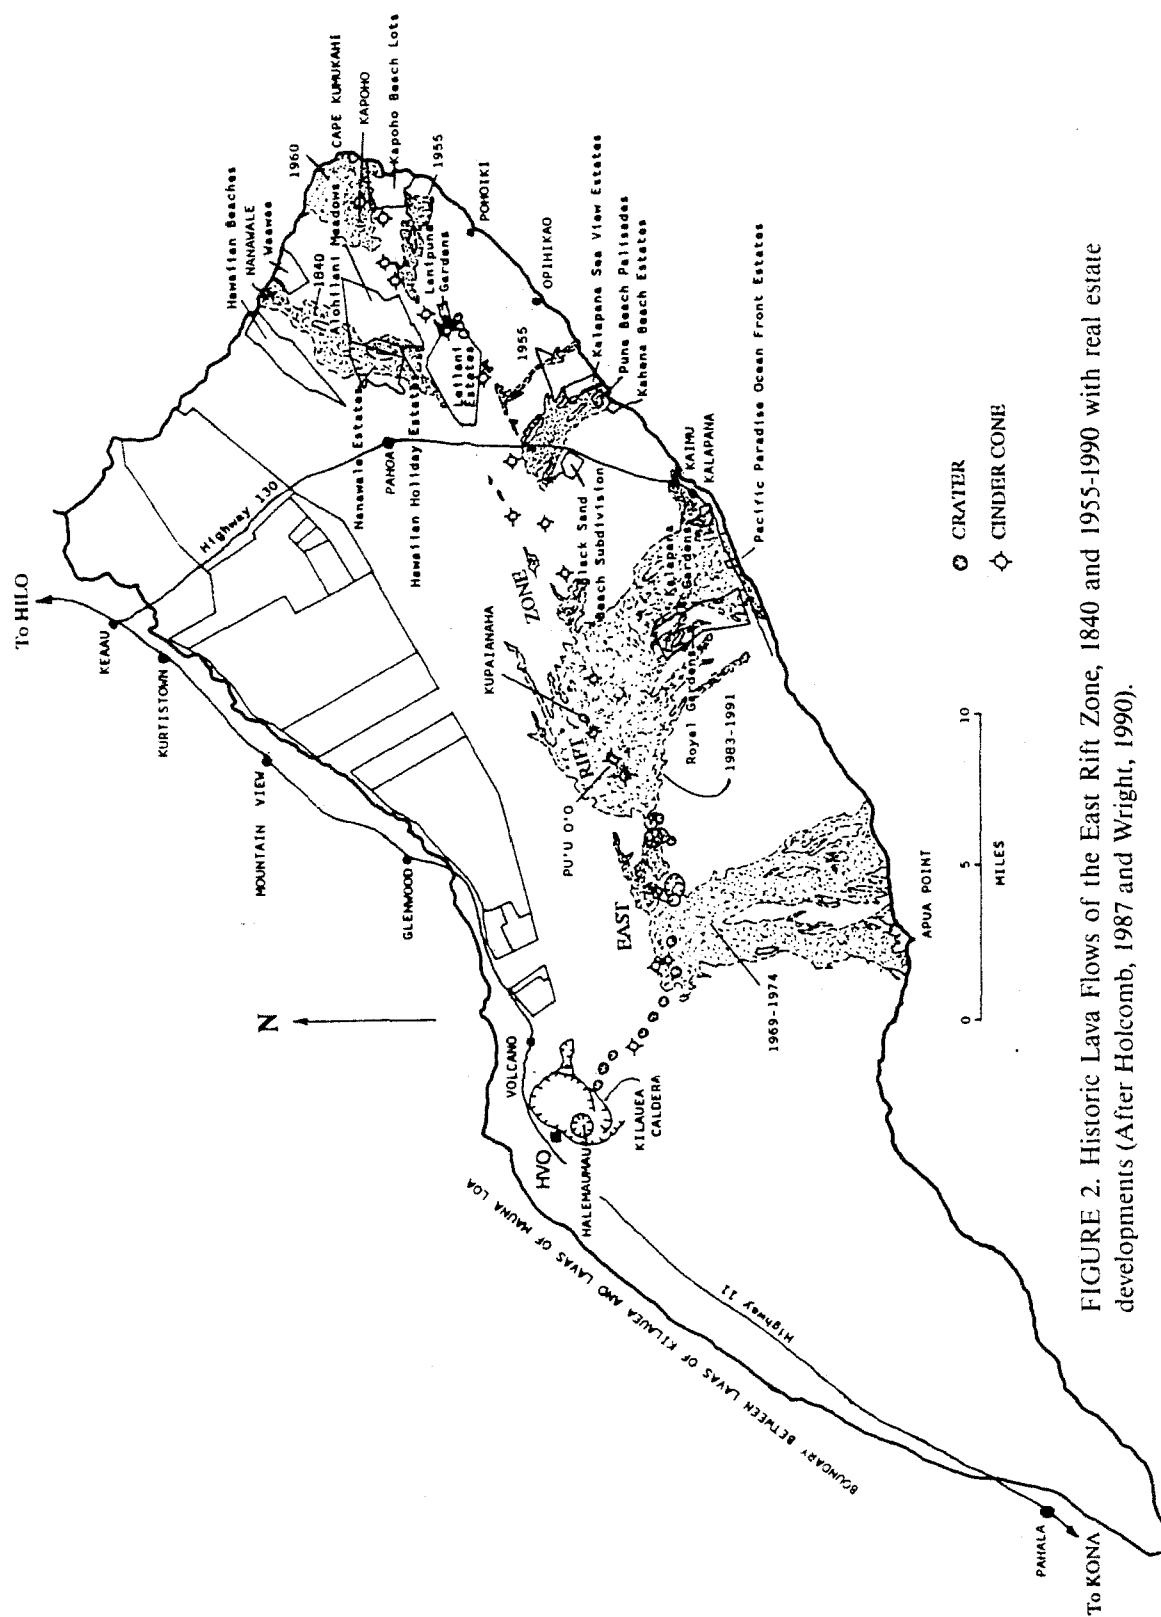 To HILO
KEAAU
KURTISTOWN
MOUNTAIN VIEW
GLENWOOD
Highway 130
N
VOLCANO
HVO
HALEMAUMAU
KILAUEA
CALDERA
BOUNDARY BETWEEN LAVAS OF KILAUEA AND LAVAS OF MAUNA LOA
Highway 11
PAHALA
To KONA
Hawaiian Beaches
NANAWALE
Waawaa
1840
Alohilani Meadows
1960
CAPE KUMUKAHI
KAPOHO
Kapoho Beach Lots
1955
Lanipuna
Gardens
Nanawale Estates
PAHOA
Hawaiian Holiday Estates
Leilani
Estates
POHOIKI
OPIHIKAO
1955
Kalapana Sea View Estates
Puna Beach Palisades
Kehena Beach Estates
Black Sand
Beach Subdivision
KAIMU
KALAPANA
Kalapana
Gardens
Royal Gardens
Pacific Paradise Ocean Front Estates
EAST
RIFT
ZONE
KUPAIANAHA
PU'U O'O
1983-1991
1969-1974
APUA POINT
0
5
10
MILES
CRATER
CINDER CONE
FIGURE 2. Historic Lava Flows of the East Rift Zone, 1840 and 1955-1990 with real estate
developments (After Holcomb, 1987 and Wright, 1990).